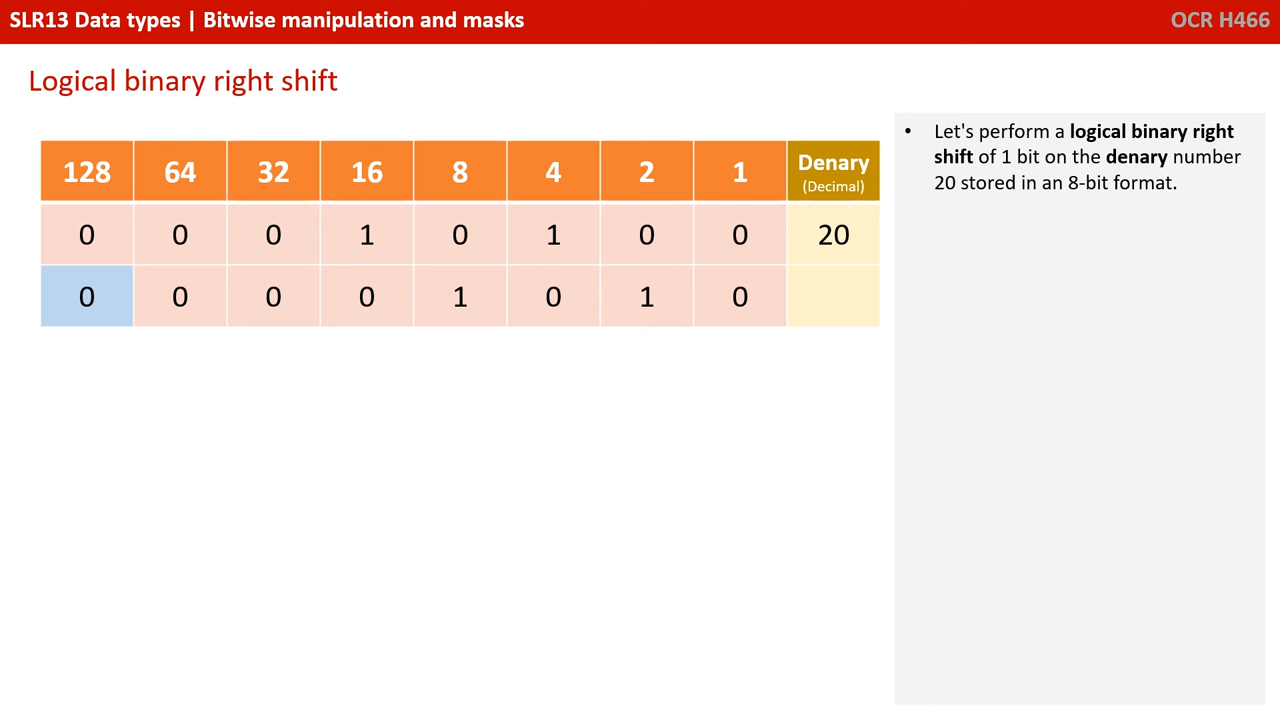 SLR13 Data types | Bitwise manipulation and masks
OCR H466
Logical binary right shift
128 64 32 16 8 4 2 1 Denary
(Decimal)
0 0 0 1 0 1 0 0 20
0 0 0 0 1 0 1 0
• Let's perform a logical binary right
shift of 1 bit on the denary number
20 stored in an 8-bit format.